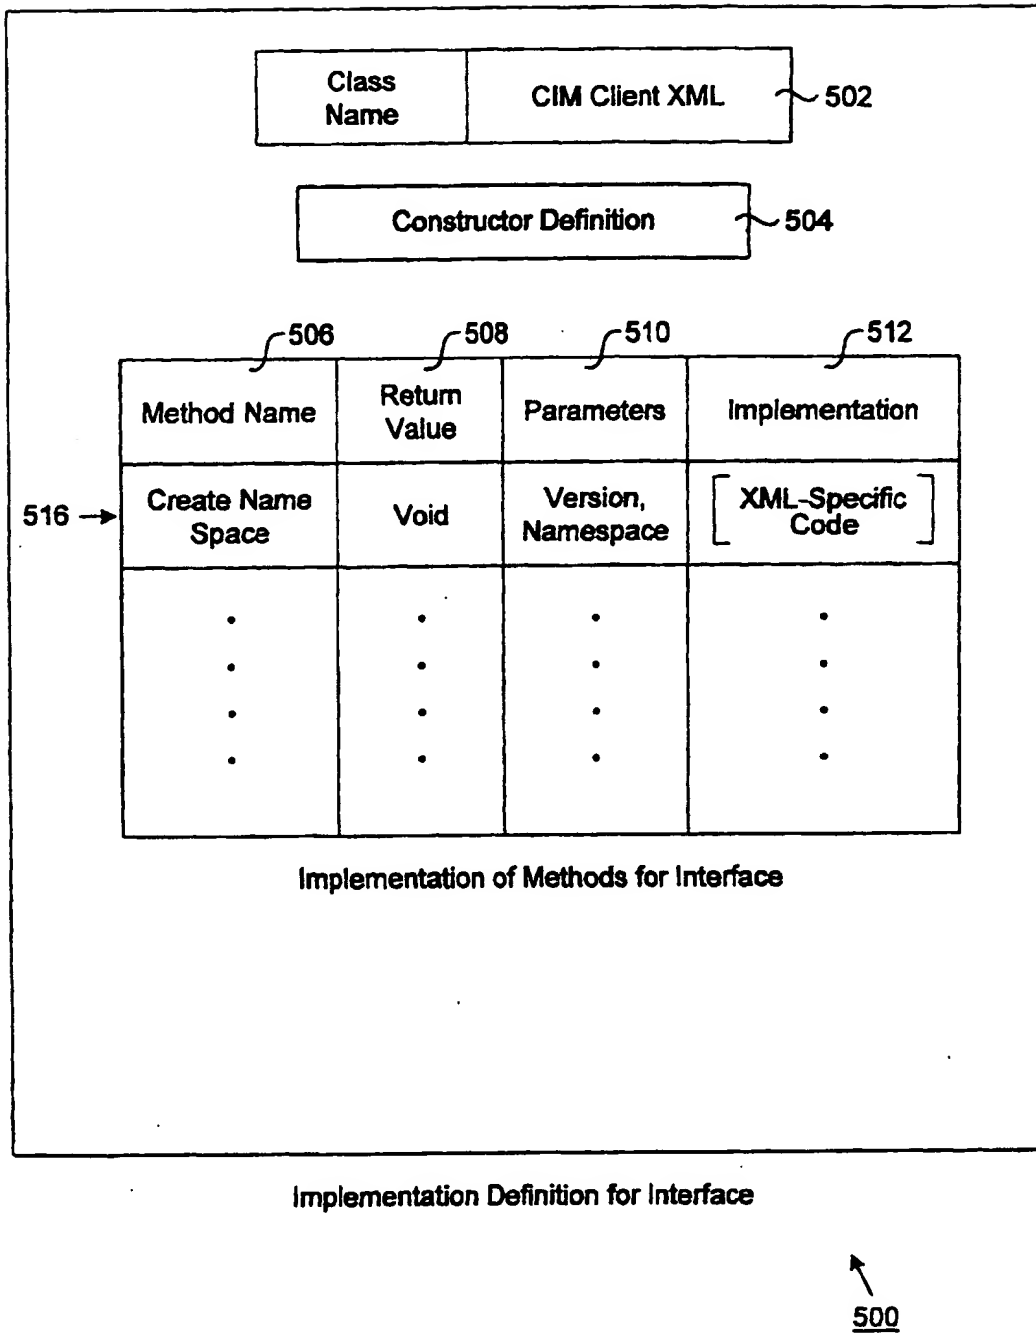 Class
Name
CIM Client XML
502
Constructor Definition
504
506
508
510
512
Method Name
Return
Value
Parameters
Implementation
516
Create Name
Space
Void
Version,
Namespace
XML-Specific
Code
Implementation of Methods for Interface
Implementation Definition for Interface
500